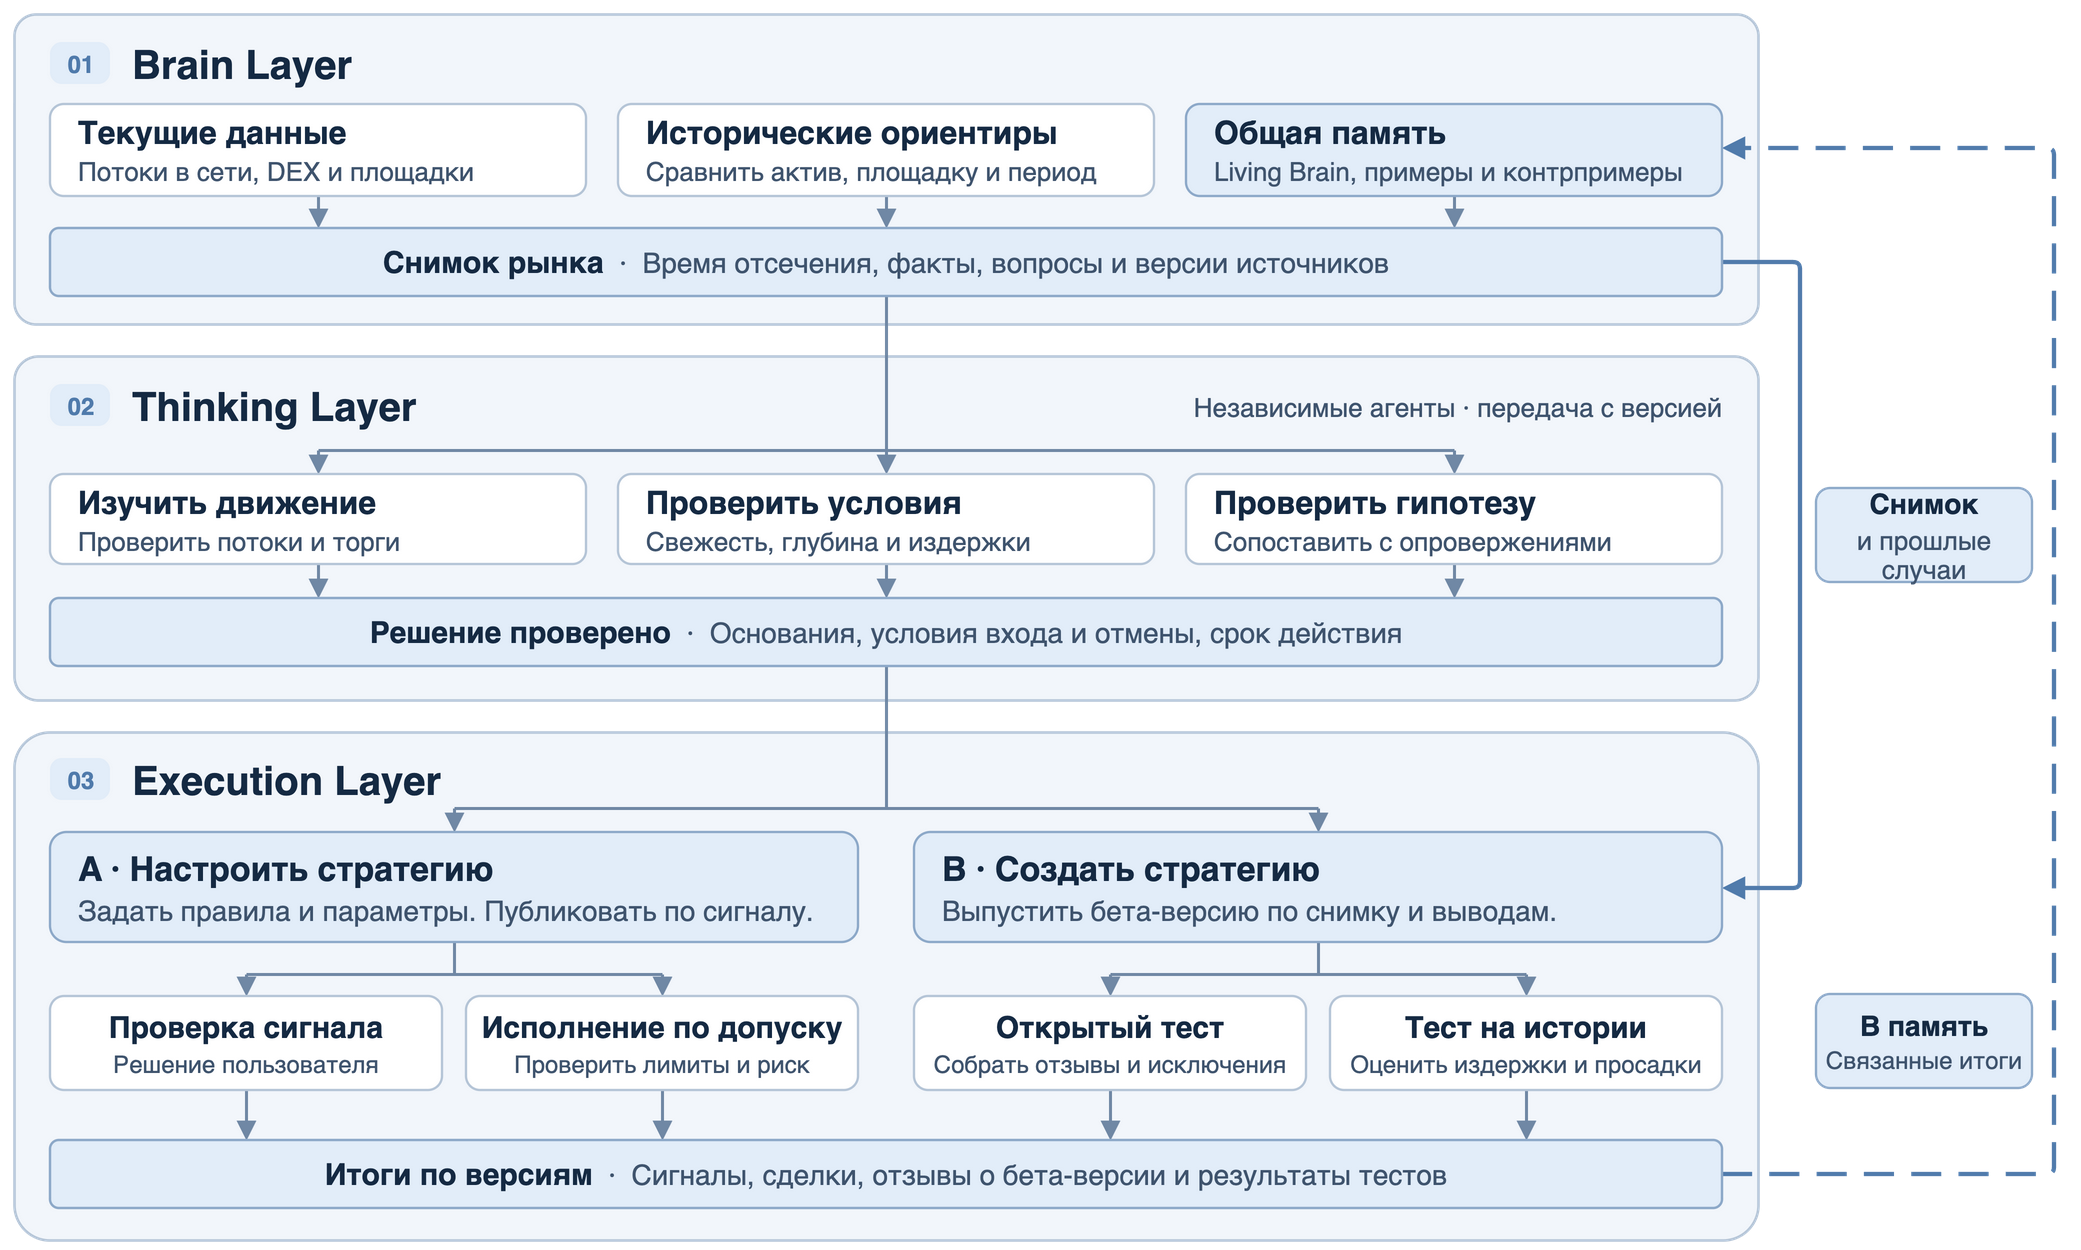 01 Brain Layer
Текущие данные
Потоки в сети, DEX и площадки
Исторические ориентиры
Сравнить актив, площадку и период
Общая память
Living Brain, примеры и контрпримеры
Снимок рынка · Время отсечения, факты, вопросы и версии источников
02 Thinking Layer
Независимые агенты · передача с версией
Изучить движение
Проверить потоки и торги
Проверить условия
Свежесть, глубина и издержки
Проверить гипотезу
Сопоставить с опровержениями
Снимок
и прошлые
случаи
Решение проверено · Основания, условия входа и отмены, срок действия
03 Execution Layer
A · Настроить стратегию
Задать правила и параметры. Публиковать по сигналу.
B · Создать стратегию
Выпустить бета-версию по снимку и выводам.
Проверка сигнала
Решение пользователя
Исполнение по допуску
Проверить лимиты и риск
Открытый тест
Собрать отзывы и исключения
Тест на истории
Оценить издержки и просадки
В память
Связанные итоги
Итоги по версиям · Сигналы, сделки, отзывы о бета-версии и результаты тестов